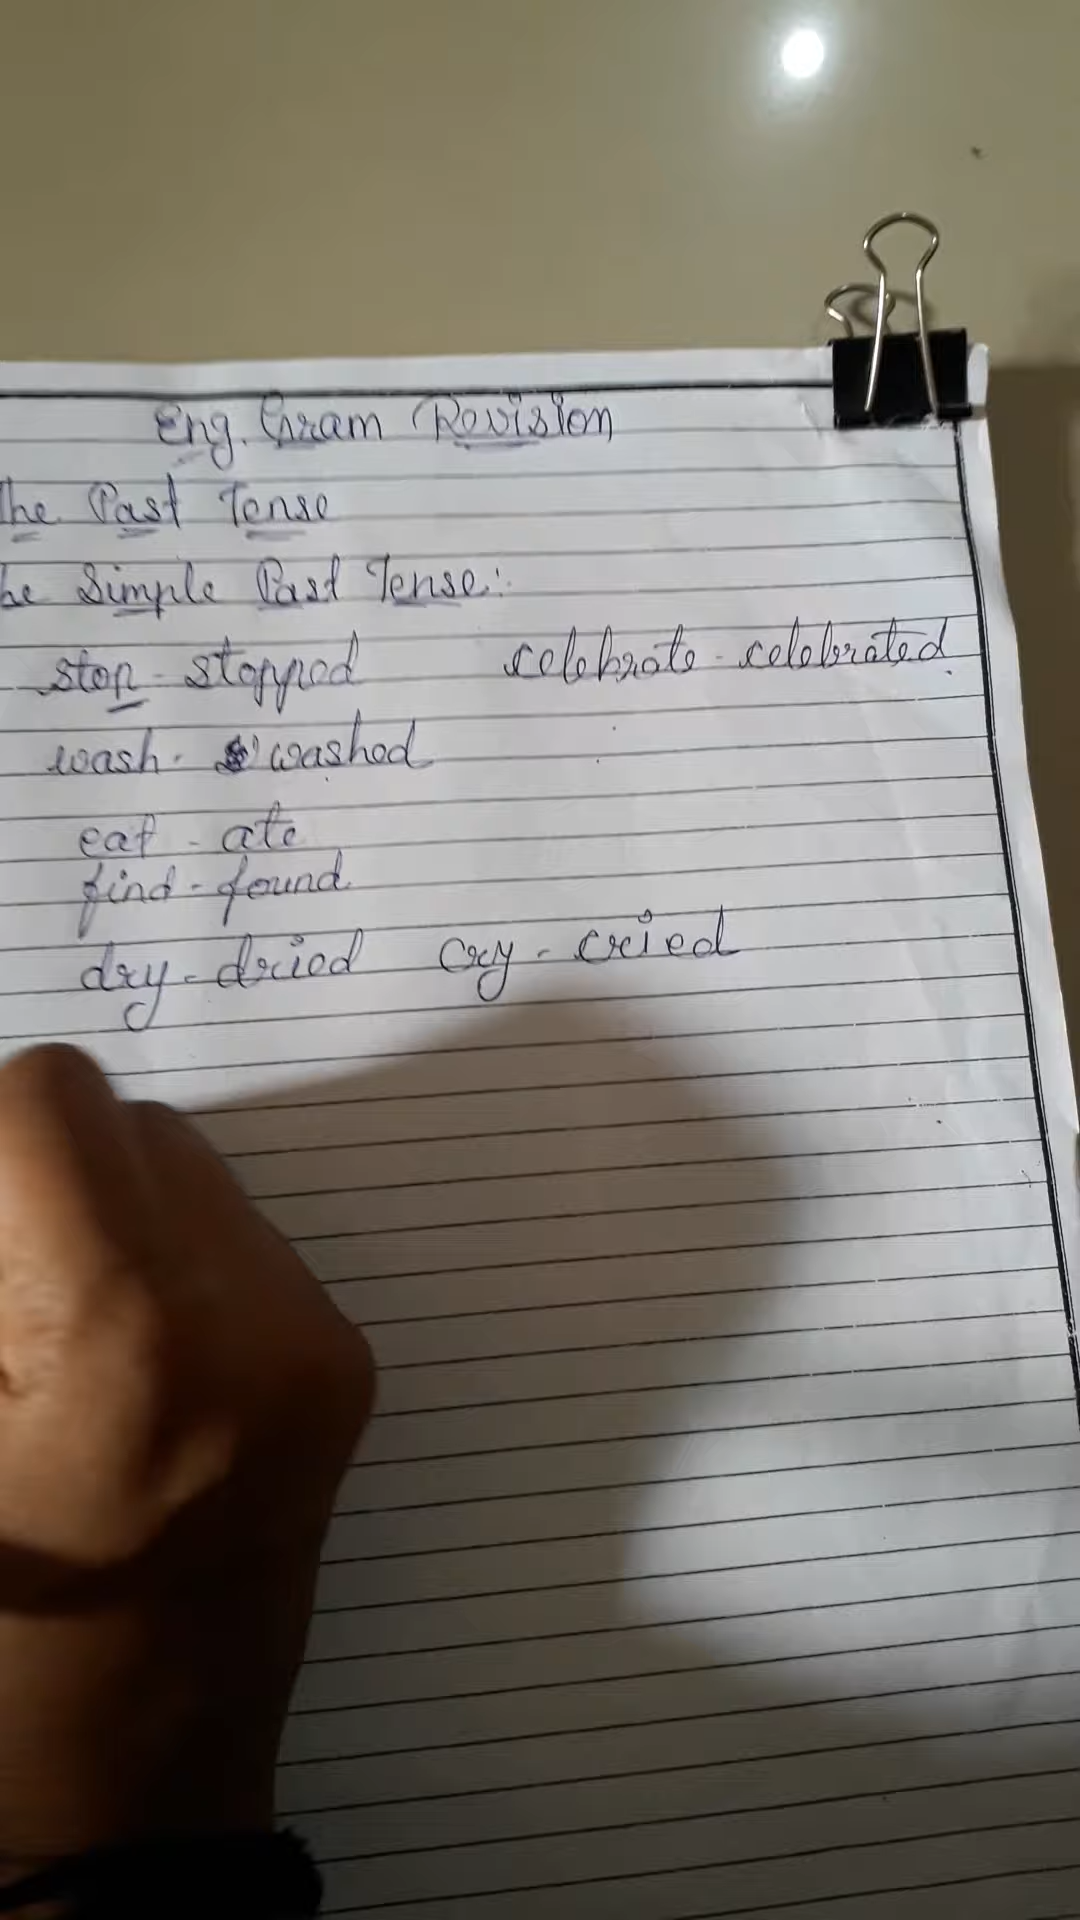 Eng. Gram Revision
The Past Tense
he Simple Past Tense:
stop - stopped celebrate - celebrated
wash - washed
eat - ate
find - found
dry - dried cry - cried